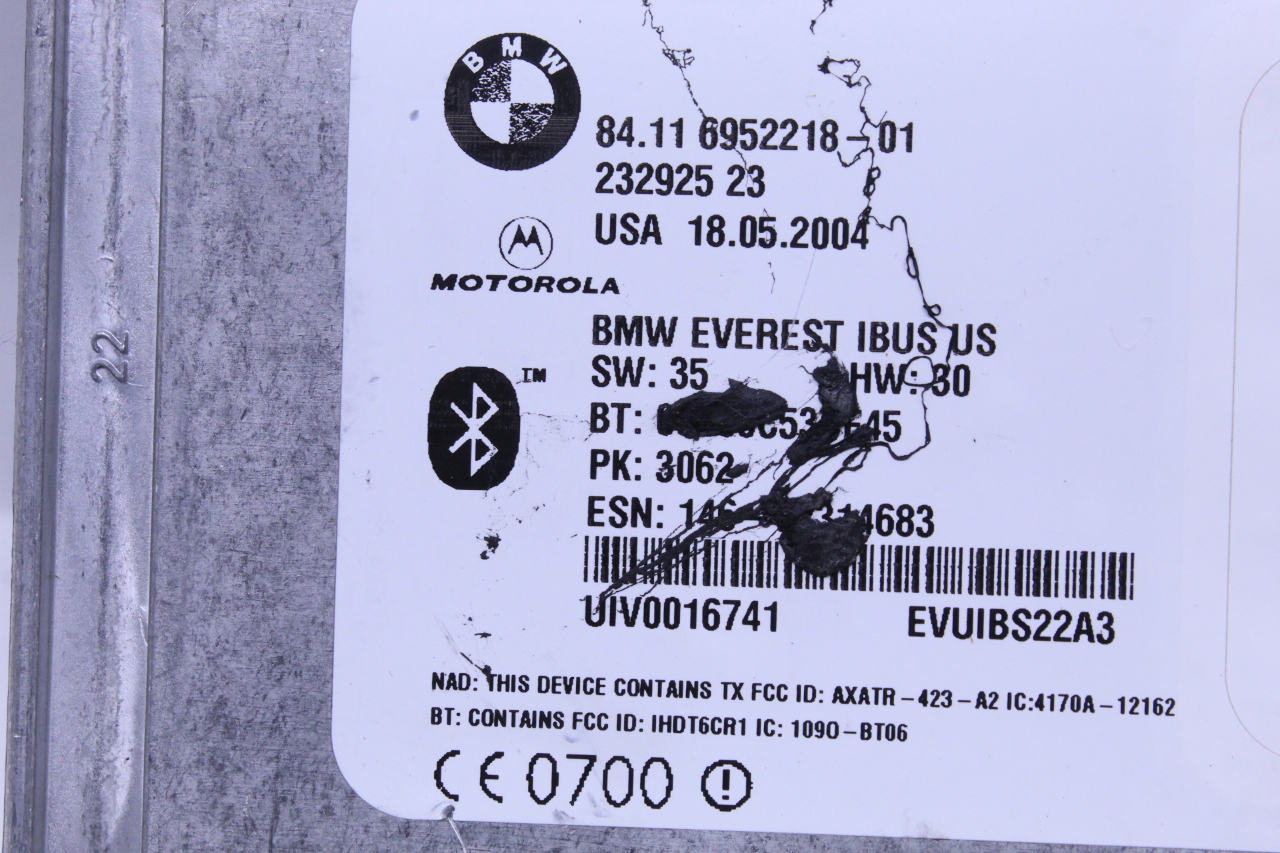 BMW
84.11 6952218-01
232925 23
USA 18.05.2004
MOTOROLA
BMW EVEREST IBUS US
SW: 35 HW: 30
TM
BT:
PK: 3062
ESN:
UIV0016741 EVUIBS22A3
NAD: THIS DEVICE CONTAINS TX FCC ID: AXATR-423-A2 IC:4170A-12162
BT: CONTAINS FCC ID: IHDT6CR1 IC: 1090-BT06
CE 0700
22